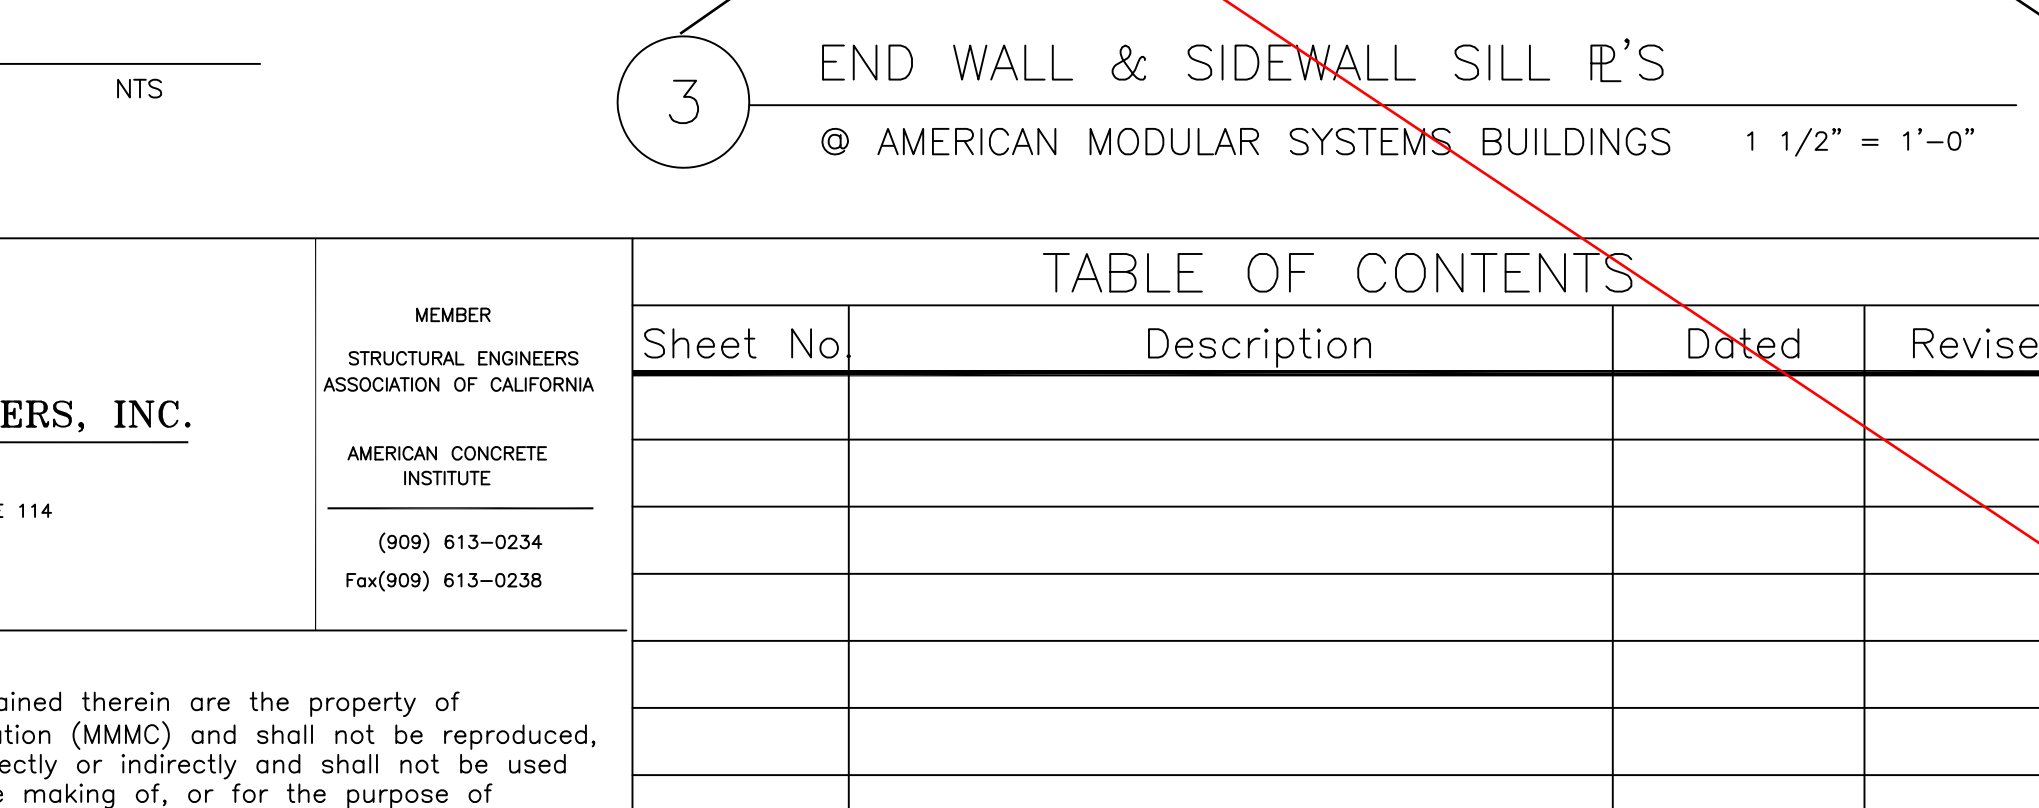 NTS
3
END WALL & SIDEWALL SILL PL'S
@ AMERICAN MODULAR SYSTEMS BUILDINGS 1 1/2" = 1'-0"
ERS, INC.
E 114
MEMBER
STRUCTURAL ENGINEERS
ASSOCIATION OF CALIFORNIA
AMERICAN CONCRETE
INSTITUTE
(909) 613-0234
Fax(909) 613-0238
TABLE OF CONTENTS
Sheet No. Description Dated Revise
ained therein are the property of
ation (MMMC) and shall not be reproduced,
ectly or indirectly and shall not be used
e making of, or for the purpose of